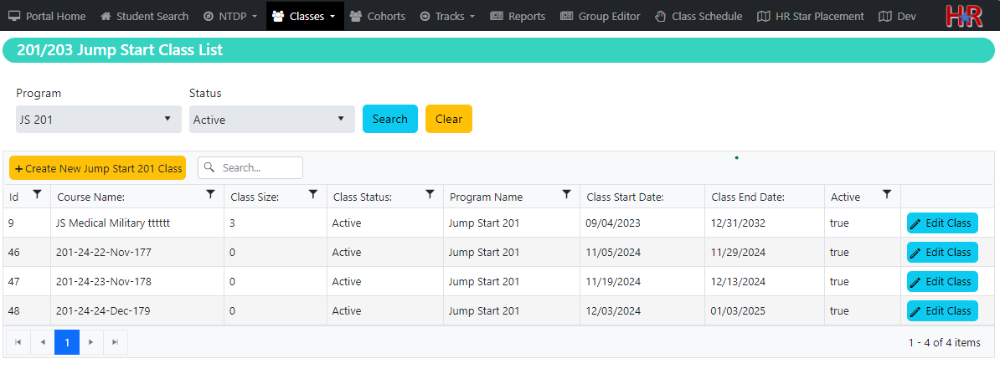 Portal Home Student Search NTDP Classes Cohorts Tracks Reports Group Editor Class Schedule HR Star Placement Dev HR
201/203 Jump Start Class List
Program Status
JS 201 Active Search Clear
+ Create New Jump Start 201 Class Search...
Id Course Name: Class Size: Class Status: Program Name Class Start Date: Class End Date: Active
9 JS Medical Military tttttt 3 Active Jump Start 201 09/04/2023 12/31/2032 true Edit Class
46 201-24-22-Nov-177 0 Active Jump Start 201 11/05/2024 11/29/2024 true Edit Class
47 201-24-23-Nov-178 0 Active Jump Start 201 11/19/2024 12/13/2024 true Edit Class
48 201-24-24-Dec-179 0 Active Jump Start 201 12/03/2024 01/03/2025 true Edit Class
1 1 - 4 of 4 items